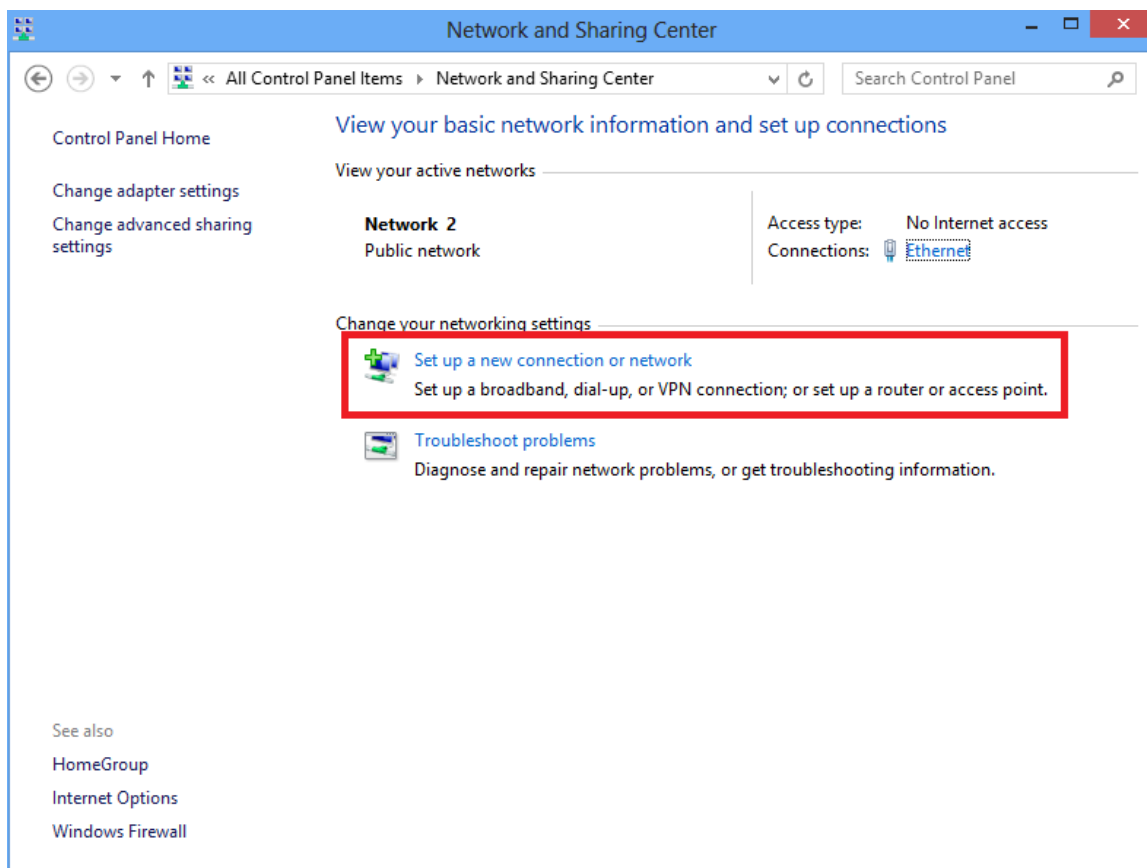 Network and Sharing Center
« All Control Panel Items Network and Sharing Center
Search Control Panel
Control Panel Home
Change adapter settings
Change advanced sharing
settings
View your basic network information and set up connections
View your active networks
Network 2
Public network
Access type: No Internet access
Connections: Ethernet
Change your networking settings
Set up a new connection or network
Set up a broadband, dial-up, or VPN connection; or set up a router or access point.
Troubleshoot problems
Diagnose and repair network problems, or get troubleshooting information.
See also
HomeGroup
Internet Options
Windows Firewall